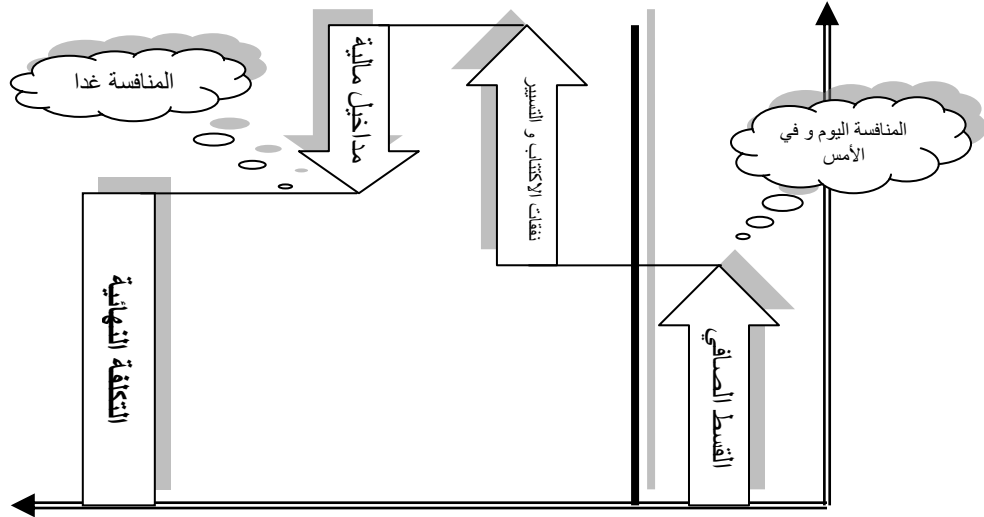 المنافسة اليوم و في
الأمس
القسط الصافي
نفقات الاكتتاب و التسيير
مداخيل مالية
المنافسة غدا
التكلفة النهائية